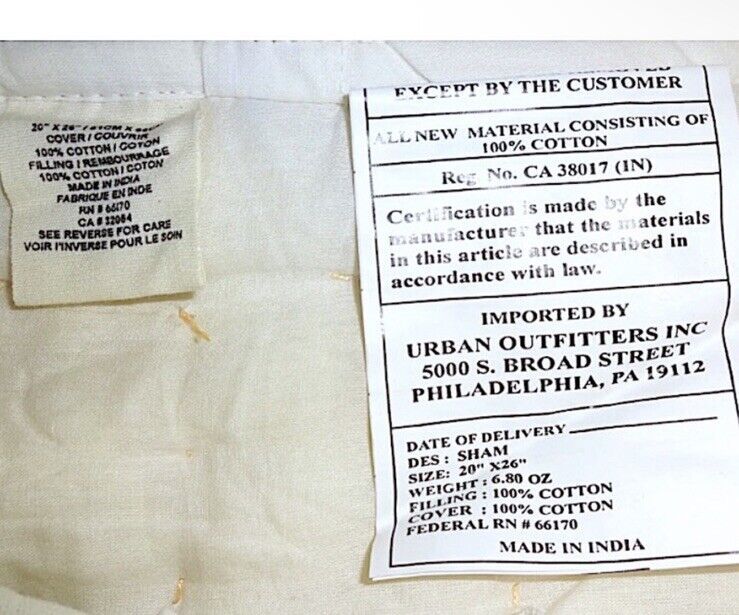 20" X 26"
COVER / COUVRIR
100% COTTON / COTON
FILLING / REMBOURRAGE
100% COTTON / COTON
MADE IN INDIA
FABRIQUE EN INDE
RN # 66170
CA # 32084
SEE REVERSE FOR CARE
VOIR l'INVERSE POUR LE SOIN
EXCEPT BY THE CUSTOMER
ALL NEW MATERIAL CONSISTING OF
100% COTTON
Reg No. CA 38017 (IN)
Certification is made by the
manufacturer that the materials
in this article are described in
accordance with law.
IMPORTED BY
URBAN OUTFITTERS INC
5000 S. BROAD STREET
PHILADELPHIA, PA 19112
DATE OF DELIVERY
DES : SHAM
SIZE: 20" X26"
WEIGHT : 6.80 OZ
FILLING : 100% COTTON
COVER : 100% COTTON
FEDERAL RN # 66170
MADE IN INDIA